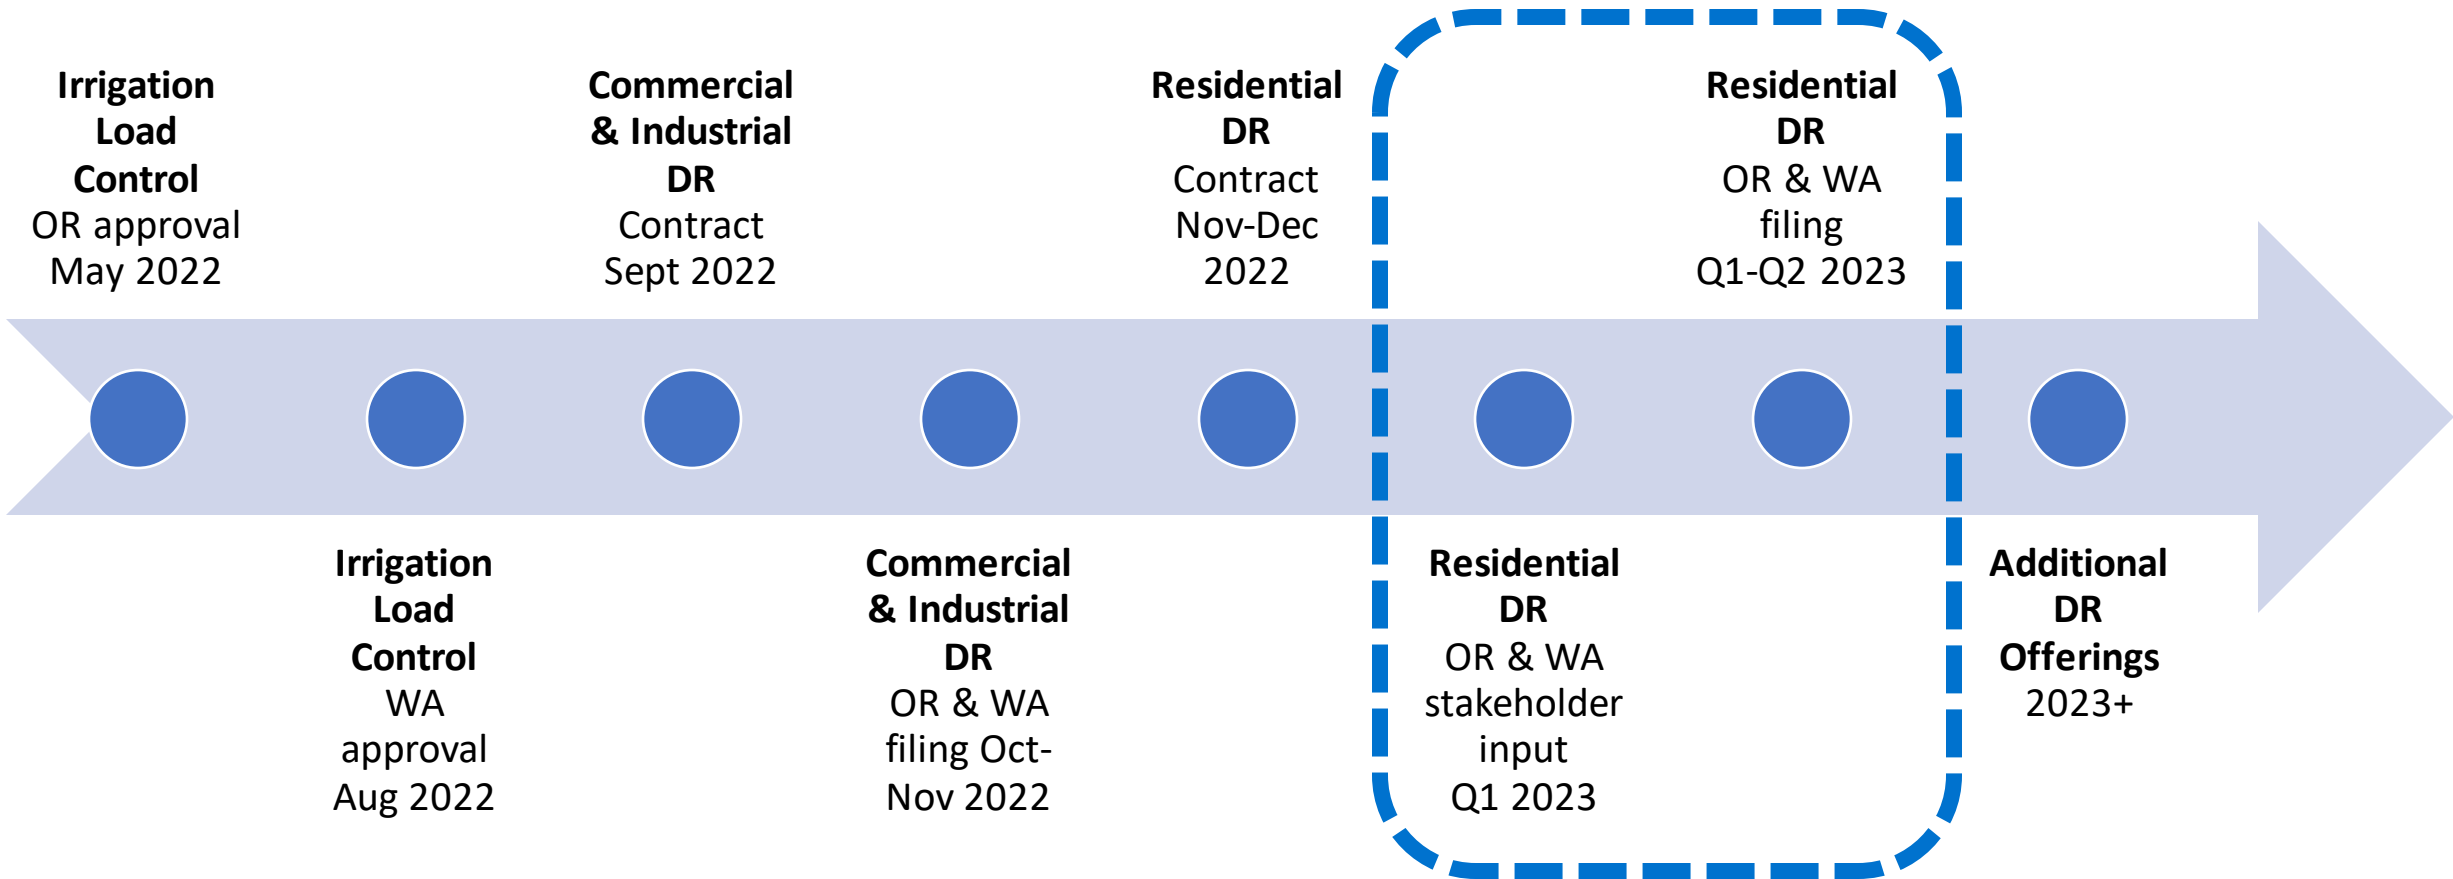 Irrigation
Load
Control
OR approval
May 2022
Commercial
& Industrial
DR
Contract
Sept 2022
Residential
DR
Contract
Nov-Dec
2022
Residential
DR
OR & WA
filing
Q1-Q2 2023
Irrigation
Load
Control
WA
approval
Aug 2022
Commercial
& Industrial
DR
OR & WA
filing Oct-
Nov 2022
Residential
DR
OR & WA
stakeholder
input
Q1 2023
Additional
DR
Offerings
2023+